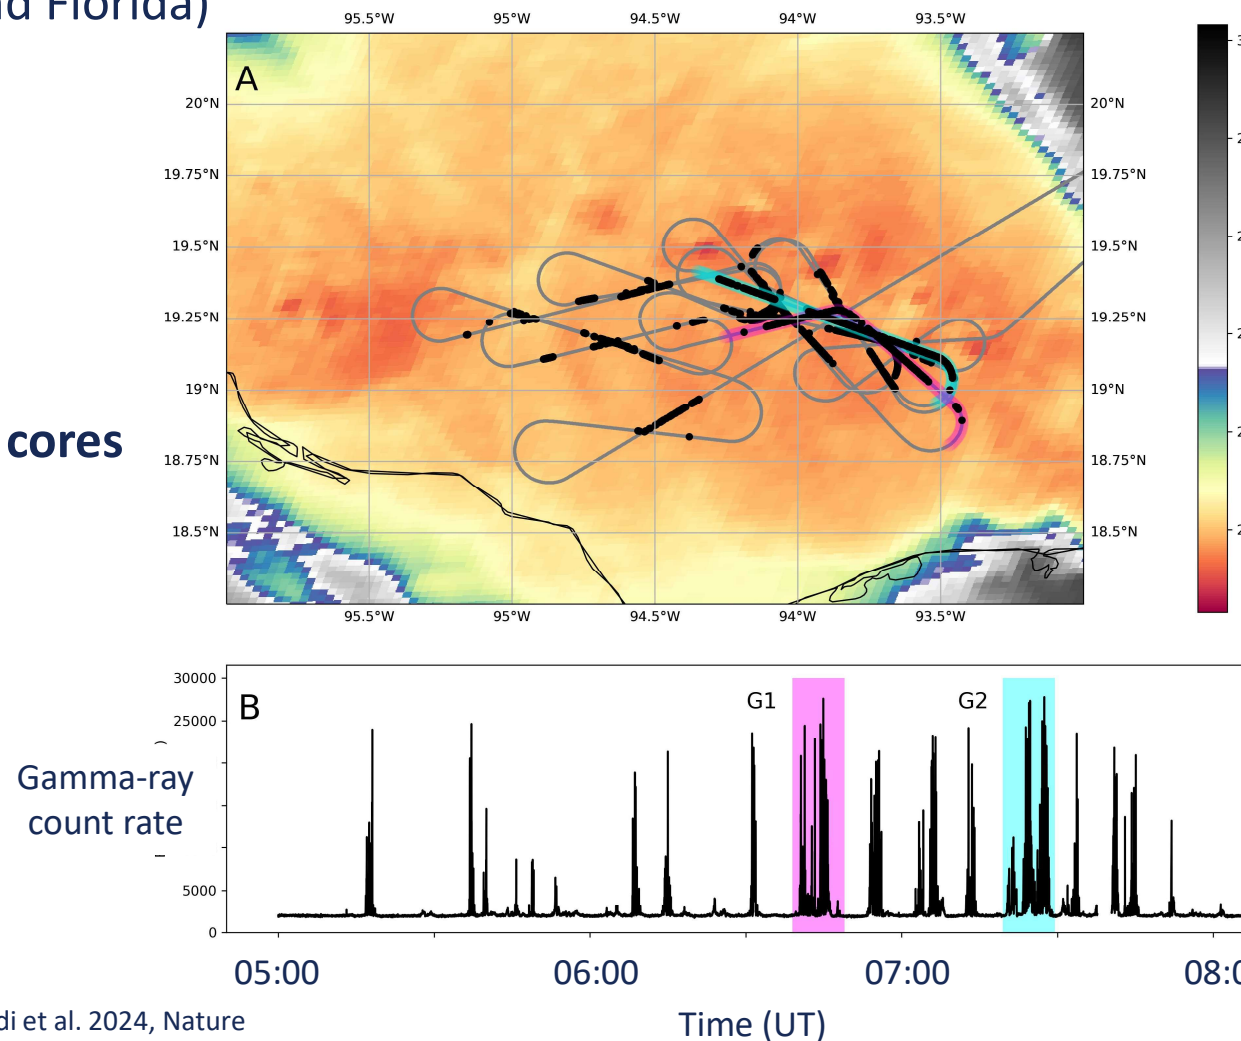 nd Florida)
95.5°W 95°W 94.5°W 94°W 93.5°W
A
20°N 20°N
19.75°N 19.75°N
19.5°N 19.5°N
19.25°N 19.25°N
19°N 19°N
cores
18.75°N 18.75°N
18.5°N 18.5°N
95.5°W 95°W 94.5°W 94°W 93.5°W
30000
B G1 G2
25000
Gamma-ray
count rate
5000
0
05:00 06:00 07:00 08:0
di et al. 2024, Nature
Time (UT)